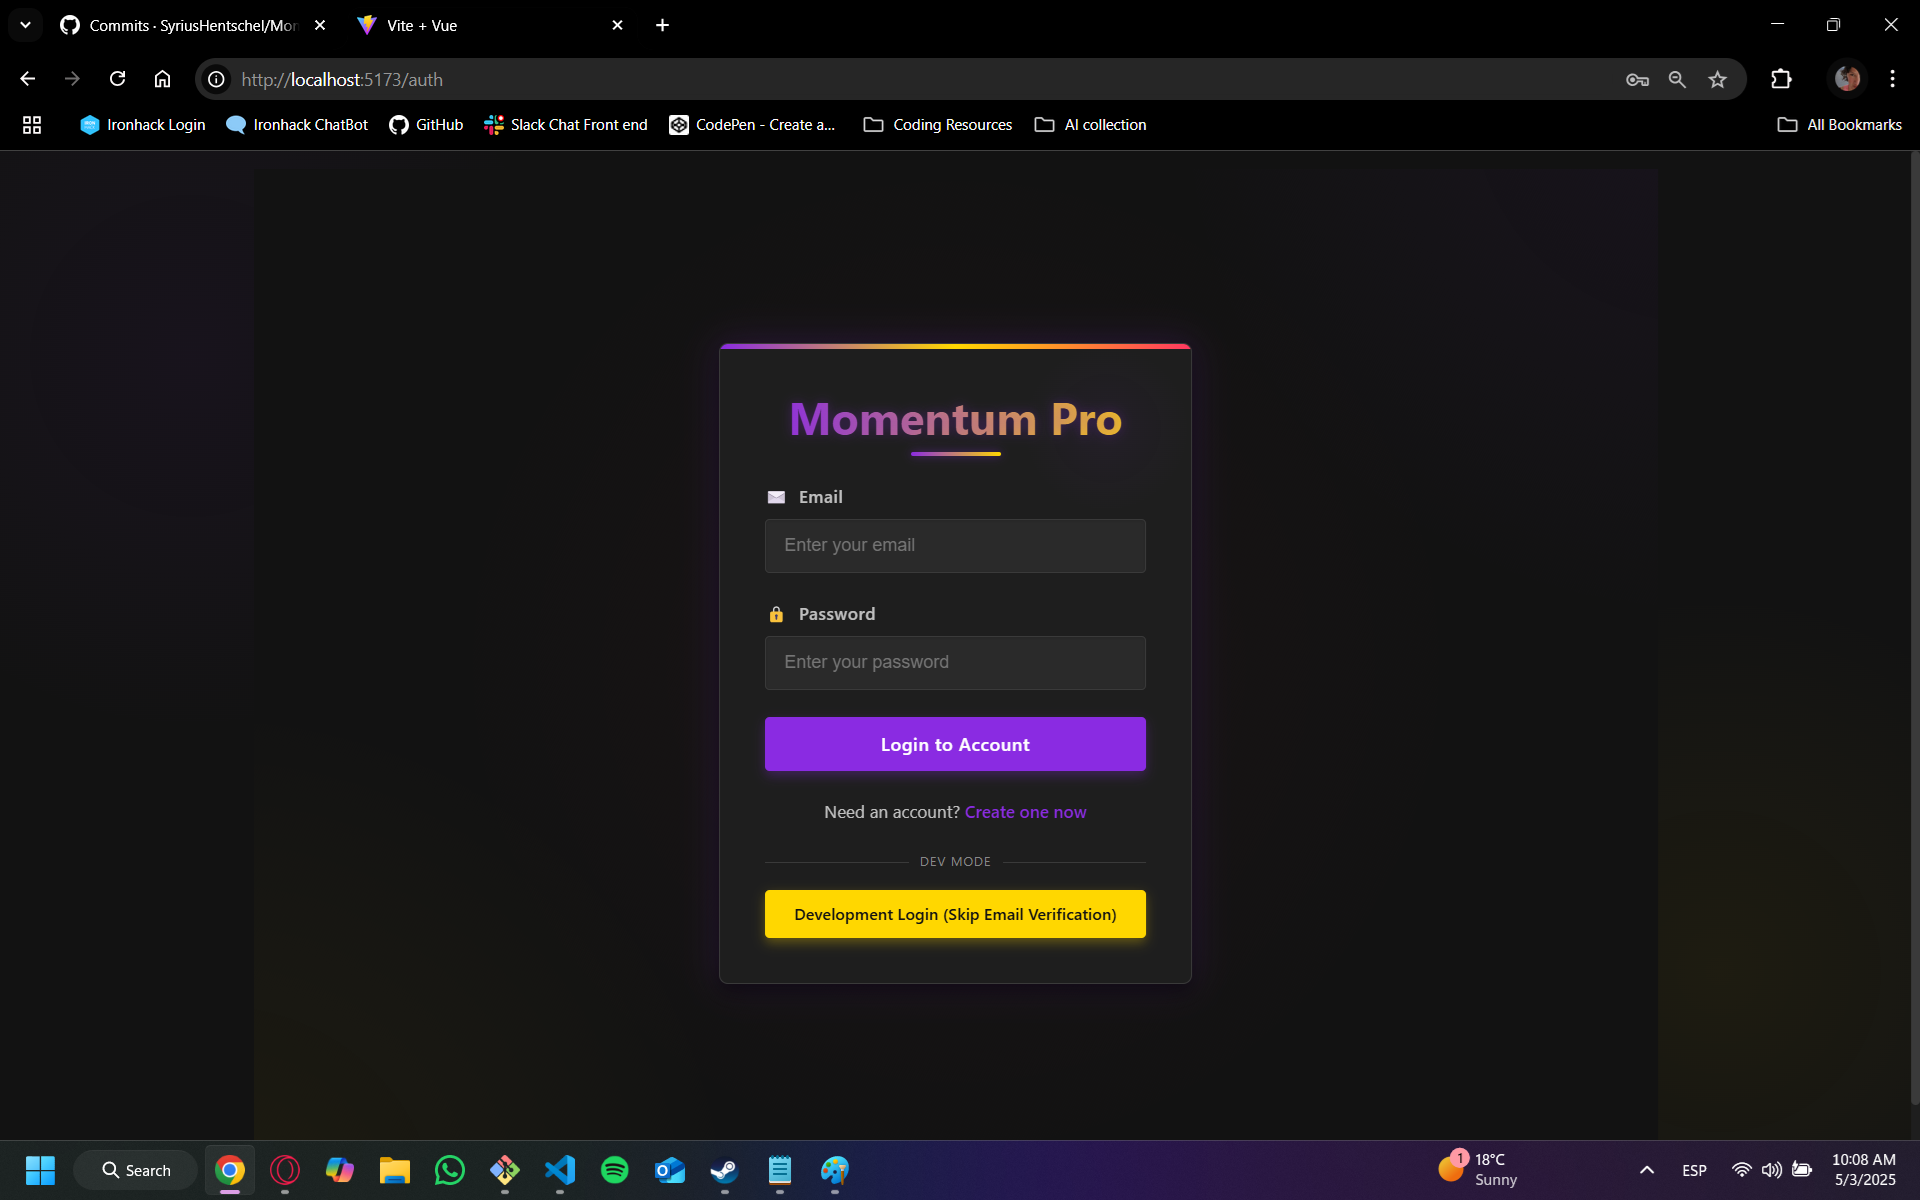 Commits · SyriusHentschel/Mon
Vite + Vue
http://localhost:5173/auth
Ironhack Login
Ironhack ChatBot
GitHub
Slack Chat Front end
CodePen - Create a...
Coding Resources
AI collection
All Bookmarks
Momentum Pro
Email
Enter your email
Password
Enter your password
Login to Account
Need an account? Create one now
DEV MODE
Development Login (Skip Email Verification)
Search
1
18°C
Sunny
ESP
10:08 AM
5/3/2025